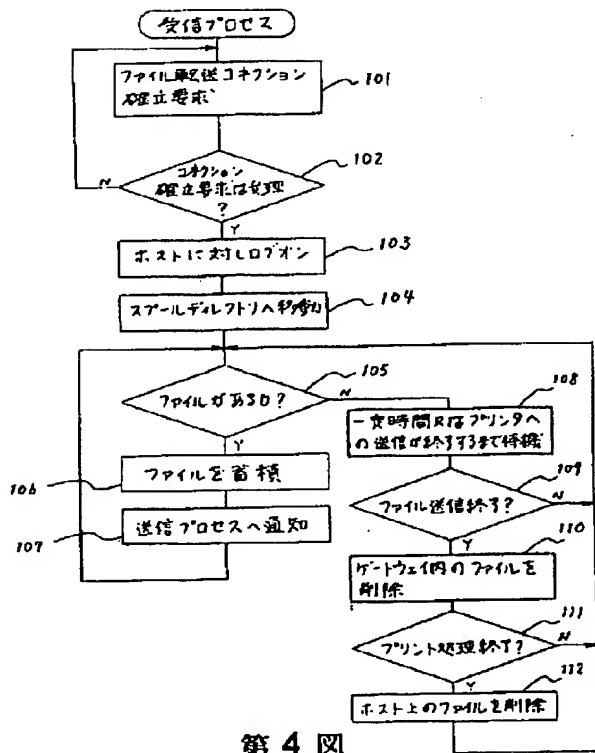 受信プロセス
ファイル転送コネクション
確立要求
101
コネクション
確立要求は受理
?
102
N
Y
ホストに対しログオン
103
スプールディレクトリへ移動
104
ファイルがあるか?
105
N
Y
ファイルを蓄積
106
送信プロセスへ通知
107
一定時間又はプリンタへ
の送信が終了するまで待機
108
ファイル送信終了?
109
N
Y
ゲートウェイ内のファイルを
削除
110
プリント処理終了?
111
N
Y
ホスト上のファイルを削除
112
第4図